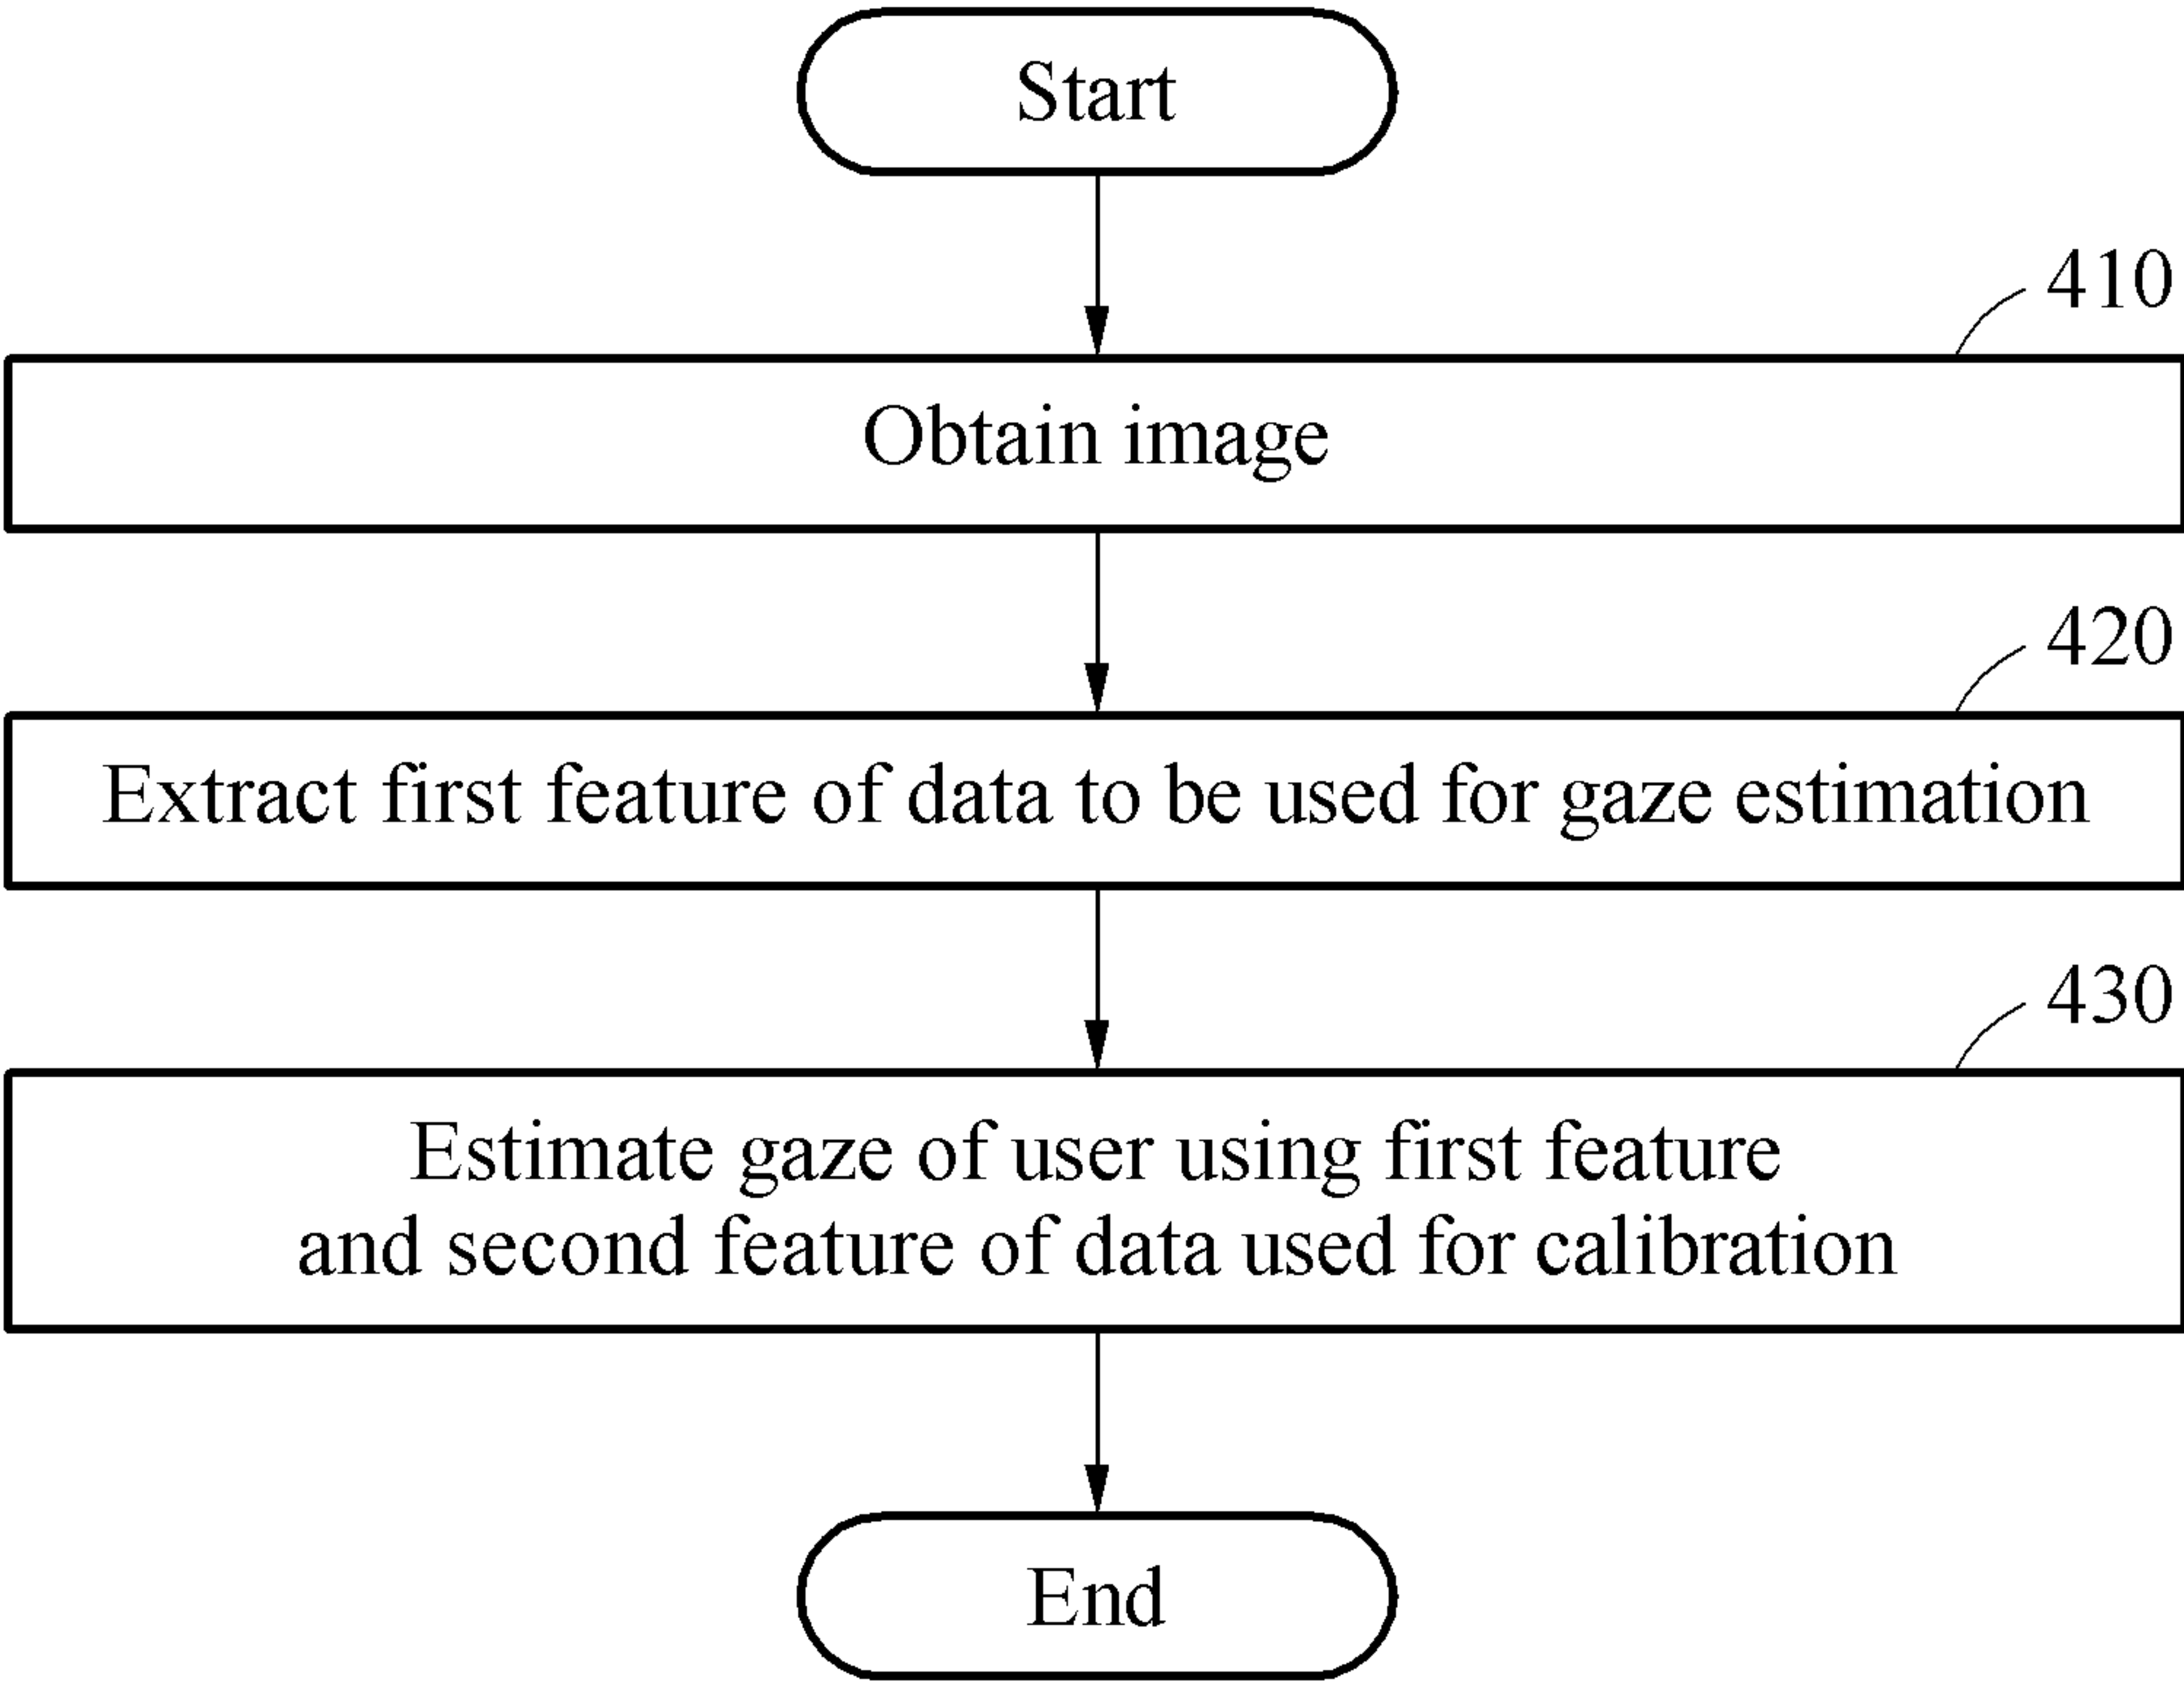 Start
410
Obtain image
420
Extract first feature of data to be used for gaze estimation
430
Estimate gaze of user using first feature
and second feature of data used for calibration
End